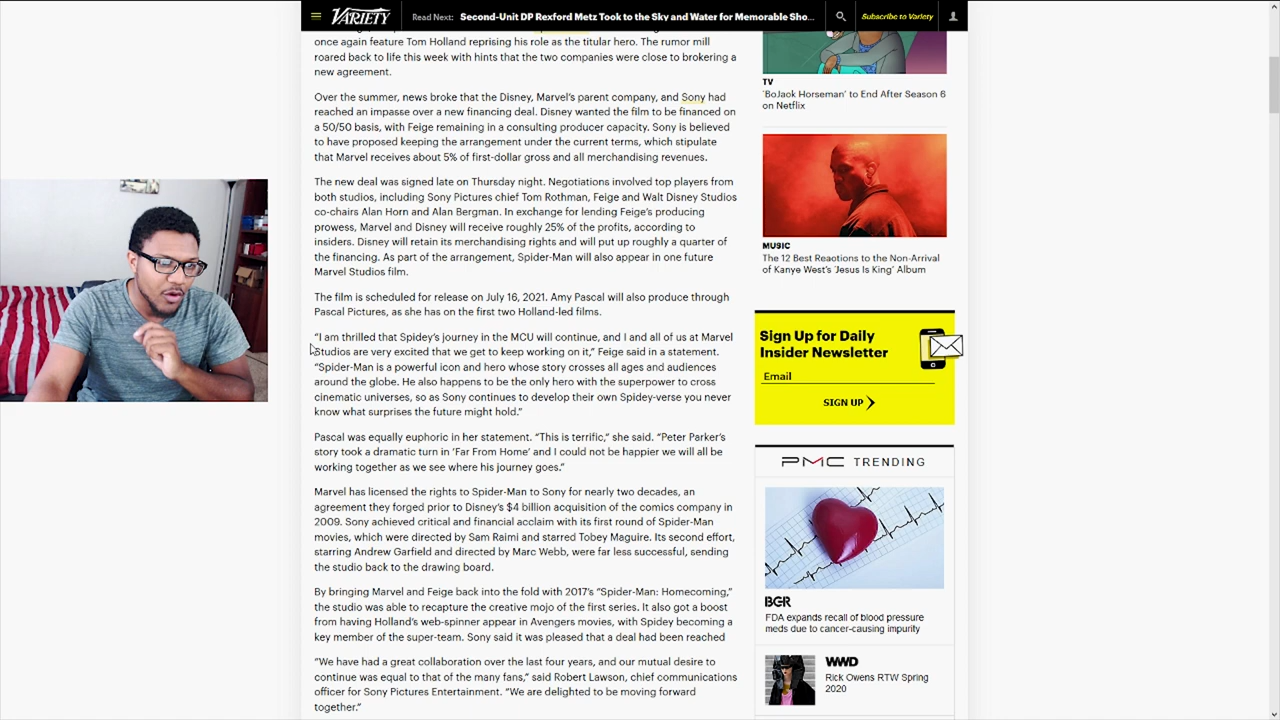 VARIETY
Read Next: Second-Unit DP Rexford Metz Took to the Sky and Water for Memorable Sho...
Subscribe to Variety
once again feature Tom Holland reprising his role as the titular hero. The rumor mill
roared back to life this week with hints that the two companies were close to brokering a
new agreement.
Over the summer, news broke that the Disney, Marvel's parent company, and Sony had
reached an impasse over a new financing deal. Disney wanted the film to be financed on
a 50/50 basis, with Feige remaining in a consulting producer capacity. Sony is believed
to have proposed keeping the arrangement under the current terms, which stipulate
that Marvel receives about 5% of first-dollar gross and all merchandising revenues.
The new deal was signed late on Thursday night. Negotiations involved top players from
both studios, including Sony Pictures chief Tom Rothman, Feige and Walt Disney Studios
co-chairs Alan Horn and Alan Bergman. In exchange for lending Feige's producing
prowess, Marvel and Disney will receive roughly 25% of the profits, according to
insiders. Disney will retain its merchandising rights and will put up roughly a quarter of
the financing. As part of the arrangement, Spider-Man will also appear in one future
Marvel Studios film.
The film is scheduled for release on July 16, 2021. Amy Pascal will also produce through
Pascal Pictures, as she has on the first two Holland-led films.
“I am thrilled that Spidey's journey in the MCU will continue, and I and all of us at Marvel
Studios are very excited that we get to keep working on it,” Feige said in a statement.
“Spider-Man is a powerful icon and hero whose story crosses all ages and audiences
around the globe. He also happens to be the only hero with the superpower to cross
cinematic universes, so as Sony continues to develop their own Spidey-verse you never
know what surprises the future might hold.”
Pascal was equally euphoric in her statement. “This is terrific,” she said. “Peter Parker's
story took a dramatic turn in ‘Far From Home’ and I could not be happier we will all be
working together as we see where his journey goes.”
Marvel has licensed the rights to Spider-Man to Sony for nearly two decades, an
agreement they forged prior to Disney's $4 billion acquisition of the comics company in
2009. Sony achieved critical and financial acclaim with its first round of Spider-Man
movies, which were directed by Sam Raimi and starred Tobey Maguire. Its second effort,
starring Andrew Garfield and directed by Marc Webb, were far less successful, sending
the studio back to the drawing board.
By bringing Marvel and Feige back into the fold with 2017's “Spider-Man: Homecoming,”
the studio was able to recapture the creative mojo of the first series. It also got a boost
from having Holland's web-spinner appear in Avengers movies, with Spidey becoming a
key member of the super-team. Sony said it was pleased that a deal had been reached
“We have had a great collaboration over the last four years, and our mutual desire to
continue was equal to that of the many fans,” said Robert Lawson, chief communications
officer for Sony Pictures Entertainment. “We are delighted to be moving forward
together.”
TV
‘BoJack Horseman’ to End After Season 6
on Netflix
MUSIC
The 12 Best Reactions to the Non-Arrival
of Kanye West's ‘Jesus Is King’ Album
Sign Up for Daily
Insider Newsletter
Email
SIGN UP
PMC TRENDING
BGR
FDA expands recall of blood pressure
meds due to cancer-causing impurity
WWD
Rick Owens RTW Spring
2020